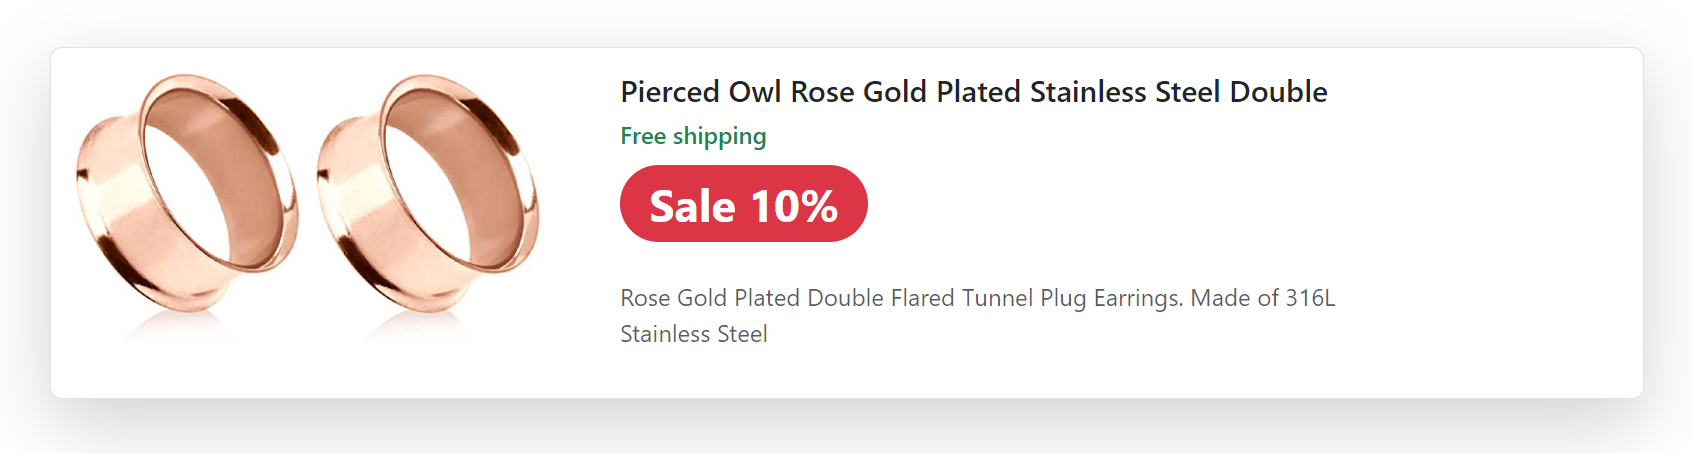 Pierced Owl Rose Gold Plated Stainless Steel Double
Free shipping
Sale 10%
Rose Gold Plated Double Flared Tunnel Plug Earrings. Made of 316L
Stainless Steel